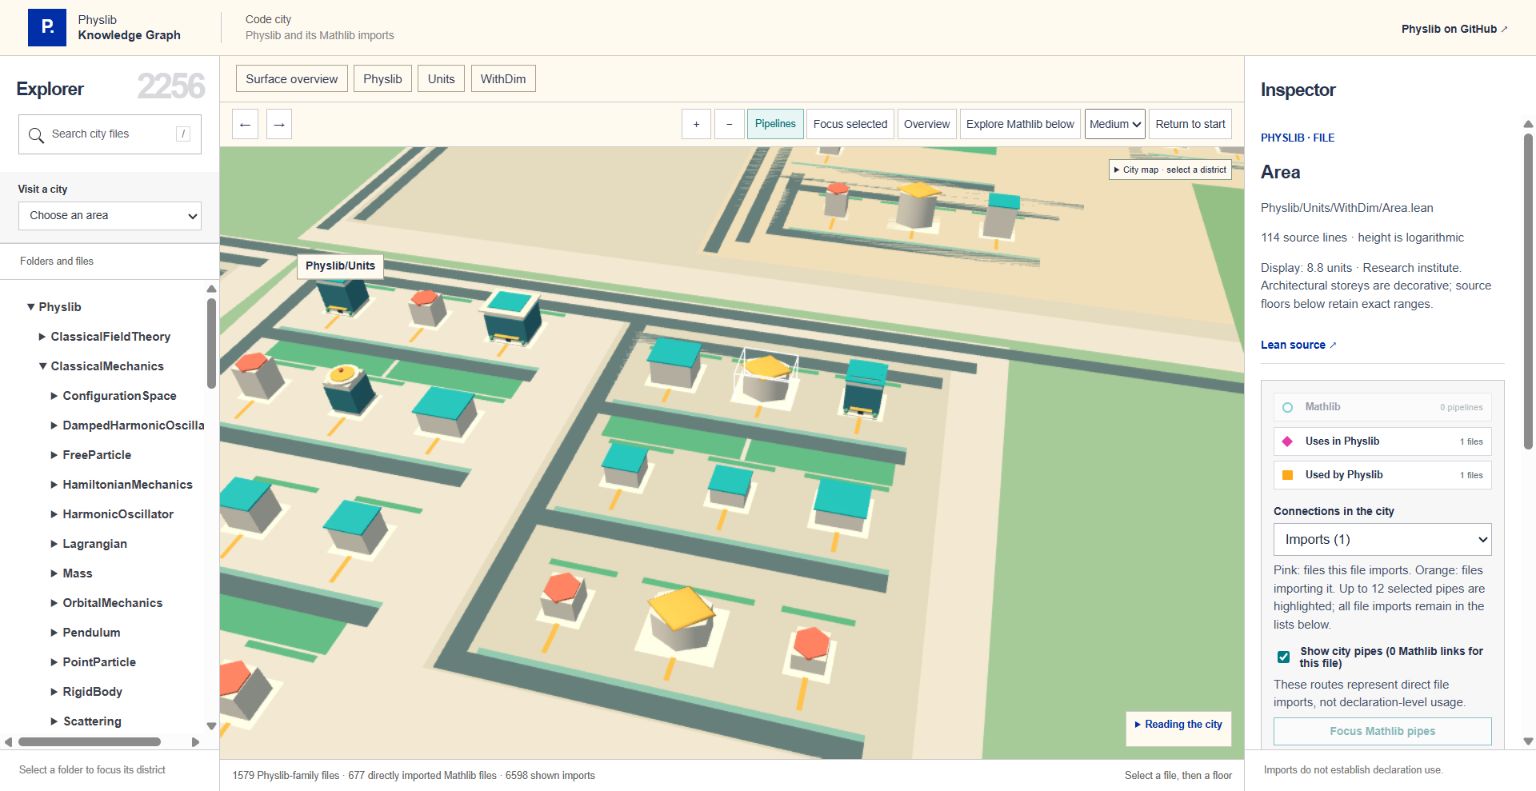 P.
Physlib
Knowledge Graph
Code city
Physlib and its Mathlib imports
Physlib on GitHub ↗
Explorer
2256
Search city files
/
Visit a city
Choose an area
Folders and files
▼ Physlib
▶ ClassicalFieldTheory
▼ ClassicalMechanics
▶ ConfigurationSpace
▶ DampedHarmonicOscilla
▶ FreeParticle
▶ HamiltonianMechanics
▶ HarmonicOscillator
▶ Lagrangian
▶ Mass
▶ OrbitalMechanics
▶ Pendulum
▶ PointParticle
▶ RigidBody
▶ Scattering
Select a folder to focus its district
Surface overview
Physlib
Units
WithDim
←
→
+
−
Pipelines
Focus selected
Overview
Explore Mathlib below
Medium
Return to start
▶ City map · select a district
Physlib/Units
▶ Reading the city
1579 Physlib-family files · 677 directly imported Mathlib files · 6598 shown imports
Select a file, then a floor
Inspector
PHYSLIB · FILE
Area
Physlib/Units/WithDim/Area.lean
114 source lines · height is logarithmic
Display: 8.8 units · Research institute.
Architectural storeys are decorative; source
floors below retain exact ranges.
Lean source ↗
Mathlib 0 pipelines
Uses in Physlib 1 files
Used by Physlib 1 files
Connections in the city
Imports (1)
Pink: files this file imports. Orange: files
importing it. Up to 12 selected pipes are
highlighted; all file imports remain in the
lists below.
Show city pipes (0 Mathlib links for
this file)
These routes represent direct file
imports, not declaration-level usage.
Focus Mathlib pipes
Imports do not establish declaration use.